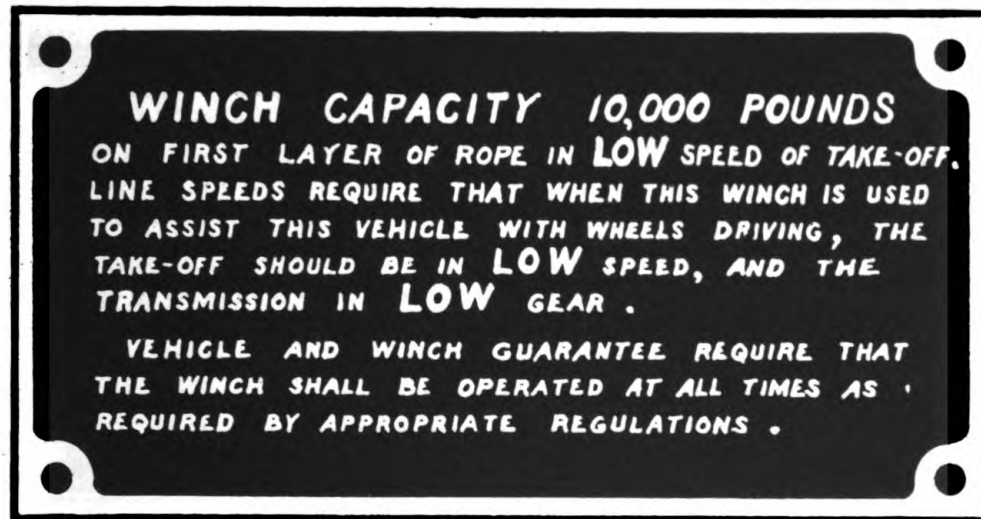 WINCH CAPACITY 10,000 POUNDS
ON FIRST LAYER OF ROPE IN LOW SPEED OF TAKE-OFF.
LINE SPEEDS REQUIRE THAT WHEN THIS WINCH IS USED
TO ASSIST THIS VEHICLE WITH WHEELS DRIVING, THE
TAKE-OFF SHOULD BE IN LOW SPEED, AND THE
TRANSMISSION IN LOW GEAR.
VEHICLE AND WINCH GUARANTEE REQUIRE THAT
THE WINCH SHALL BE OPERATED AT ALL TIMES AS
REQUIRED BY APPROPRIATE REGULATIONS.